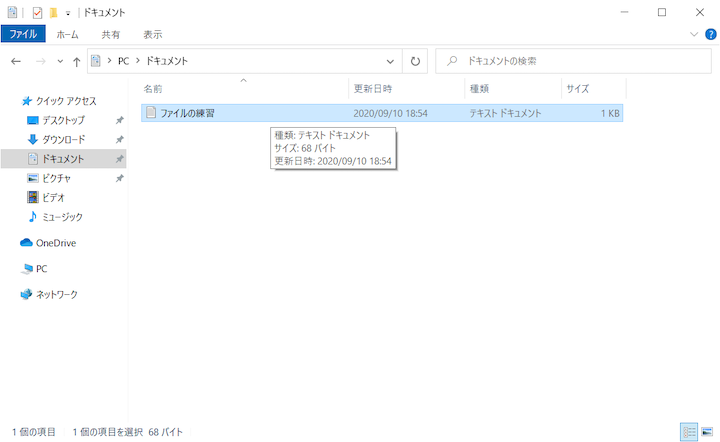 ドキュメント
ファイル ホーム 共有 表示
PC ドキュメント ドキュメントの検索
名前 更新日時 種類 サイズ
クイック アクセス
デスクトップ
ダウンロード
ドキュメント
ピクチャ
ビデオ
ミュージック
OneDrive
PC
ネットワーク
ファイルの練習 2020/09/10 18:54 テキスト ドキュメント 1 KB
種類: テキスト ドキュメント
サイズ: 68 バイト
更新日時: 2020/09/10 18:54
1 個の項目 1 個の項目を選択 68 バイト